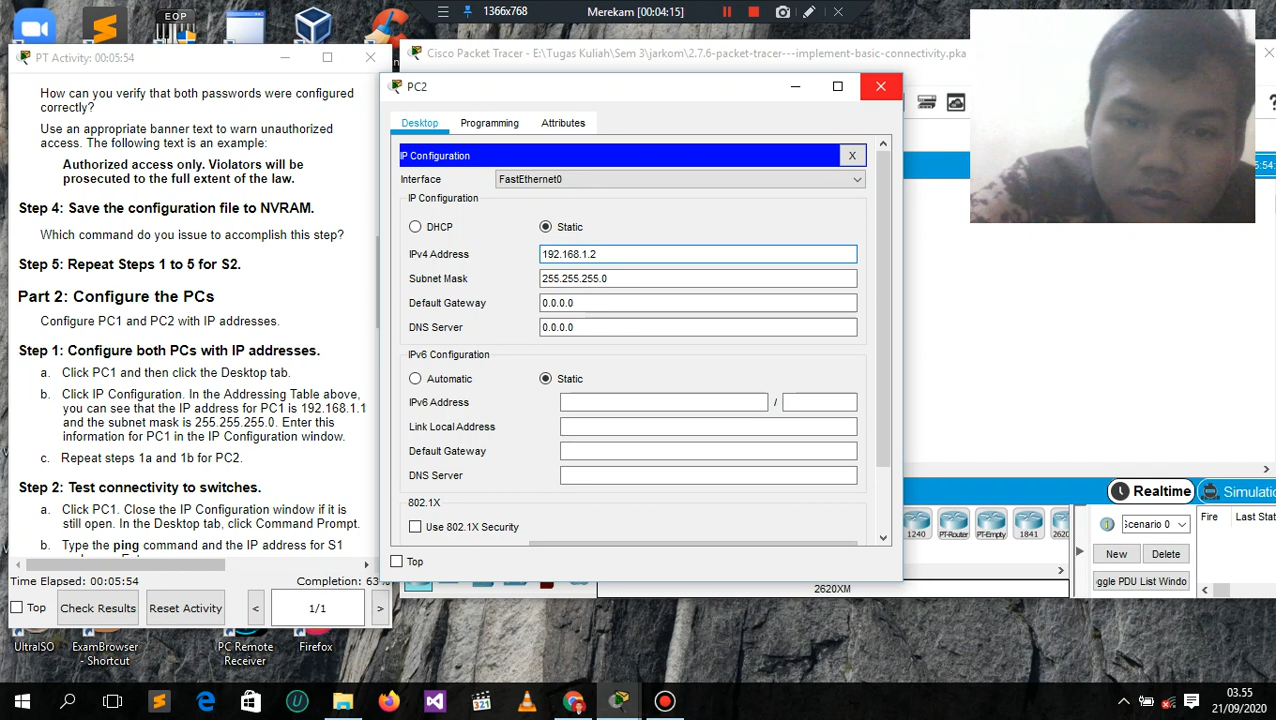 EOP
1366x768
Merekam [00:04:15]
PT Activity: 00:05:54
How can you verify that both passwords were configured
correctly?
Use an appropriate banner text to warn unauthorized
access. The following text is an example:
Authorized access only. Violators will be
prosecuted to the full extent of the law.
Step 4: Save the configuration file to NVRAM.
Which command do you issue to accomplish this step?
Step 5: Repeat Steps 1 to 5 for S2.
Part 2: Configure the PCs
Configure PC1 and PC2 with IP addresses.
Step 1: Configure both PCs with IP addresses.
a. Click PC1 and then click the Desktop tab.
b. Click IP Configuration. In the Addressing Table above,
you can see that the IP address for PC1 is 192.168.1.1
and the subnet mask is 255.255.255.0. Enter this
information for PC1 in the IP Configuration window.
c. Repeat steps 1a and 1b for PC2.
Step 2: Test connectivity to switches.
a. Click PC1. Close the IP Configuration window if it is
still open. In the Desktop tab, click Command Prompt.
b. Type the ping command and the IP address for S1
Time Elapsed: 00:05:54
Completion: 63%
Top
Check Results
Reset Activity
<
1/1
>
Cisco Packet Tracer - E:\Tugas Kuliah\Sem 3\jarkom\2.7.6-packet-tracer---implement-basic-connectivity.pka
PC2
Desktop
Programming
Attributes
IP Configuration
X
Interface
FastEthernet0
IP Configuration
DHCP
Static
IPv4 Address
192.168.1.2
Subnet Mask
255.255.255.0
Default Gateway
0.0.0.0
DNS Server
0.0.0.0
IPv6 Configuration
Automatic
Static
IPv6 Address
/
Link Local Address
Default Gateway
DNS Server
802.1X
Use 802.1X Security
Top
Realtime
Simulatio
1240
PT-Router
PT-Empty
1841
2620
2620XM
Scenario 0
New
Delete
ggle PDU List Windo
Fire
Last Stat
UltraISO
ExamBrowser
- Shortcut
PC Remote
Receiver
Firefox
321
03.55
21/09/2020